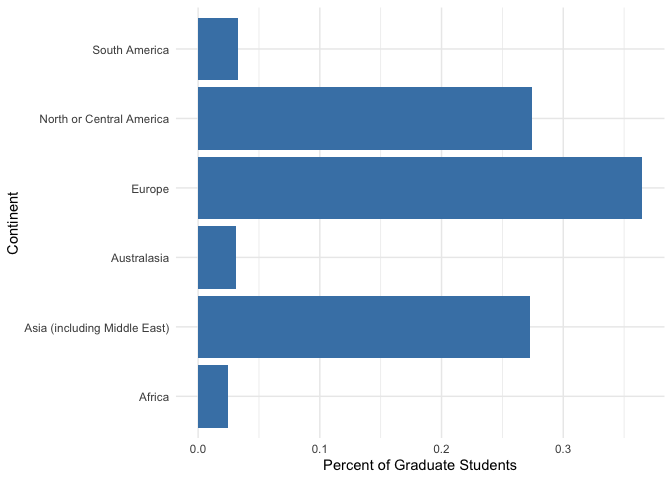 South America
North or Central America
Europe
Australasia
Asia (including Middle East)
Africa
Continent
0.0 0.1 0.2 0.3
Percent of Graduate Students